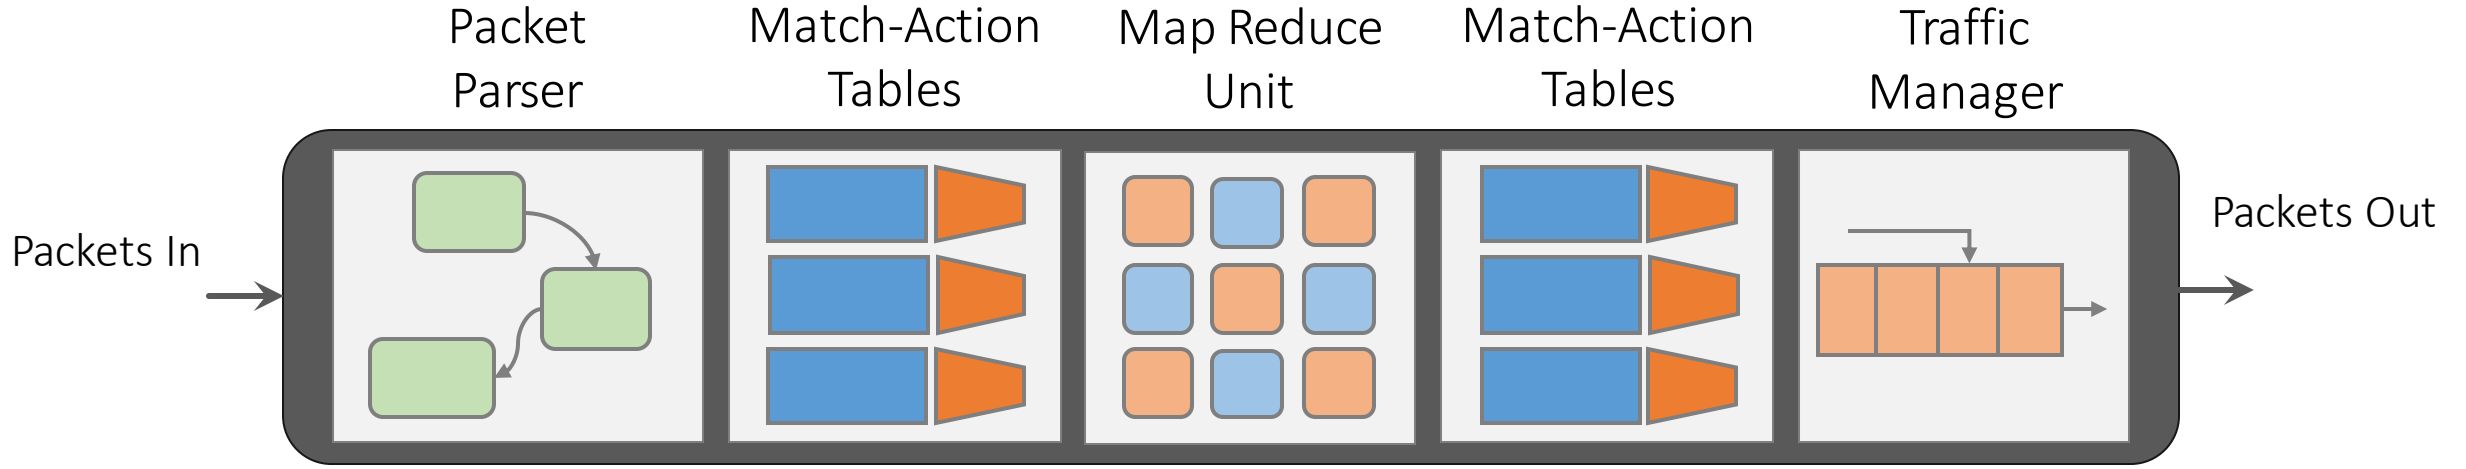 Packet
Parser
Match-Action
Tables
Map Reduce
Unit
Match-Action
Tables
Traffic
Manager
Packets In
Packets Out